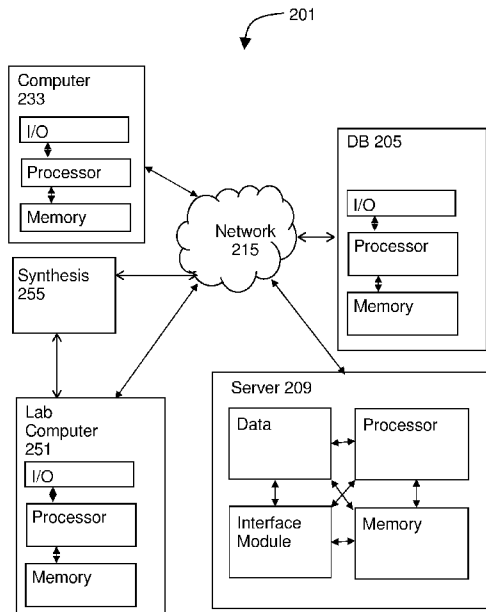 201
Computer
233
I/O
Processor
Memory
DB 205
I/O
Processor
Memory
Network
215
Synthesis
255
Lab
Computer
251
I/O
Processor
Memory
Server 209
Data
Processor
Interface
Module
Memory